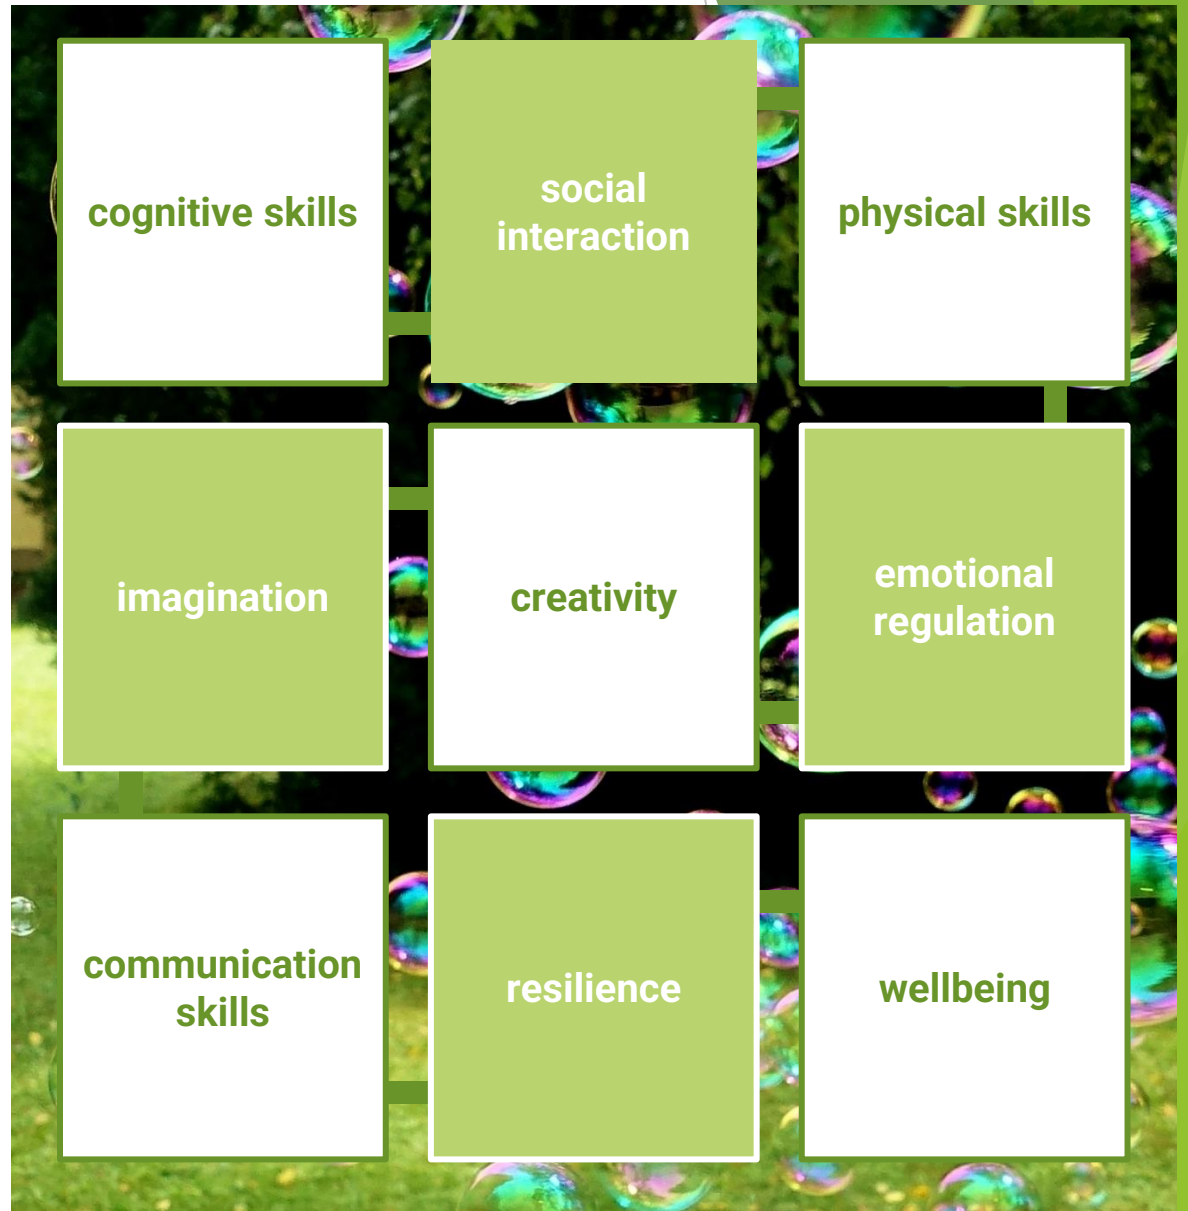 cognitive skills
social
interaction
physical skills
imagination
creativity
emotional
regulation
communication
skills
resilience
wellbeing